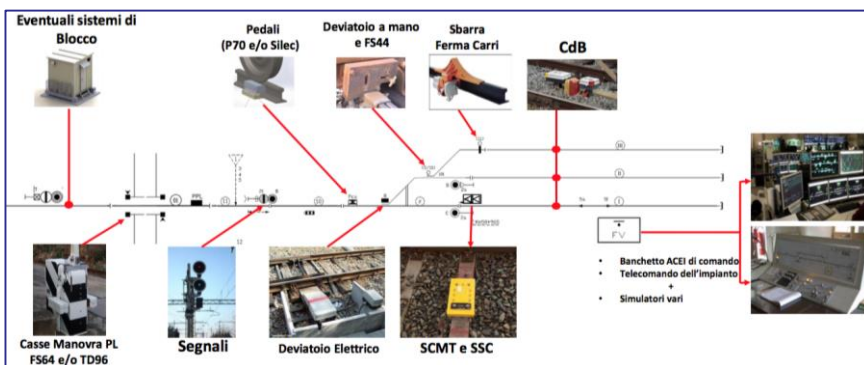 Eventuali sistemi di
Blocco
Pedali
(P70 e/o Silec)
Deviatoio a mano
e FS44
Sbarra
Ferma Carri
CdB
FV
• Banchetto ACEI di comando
• Telecomando dell'impianto
+
• Simulatori vari
Casse Manovra PL
FS64 e/o TD96
Segnali
Deviatoio Elettrico
SCMT e SSC